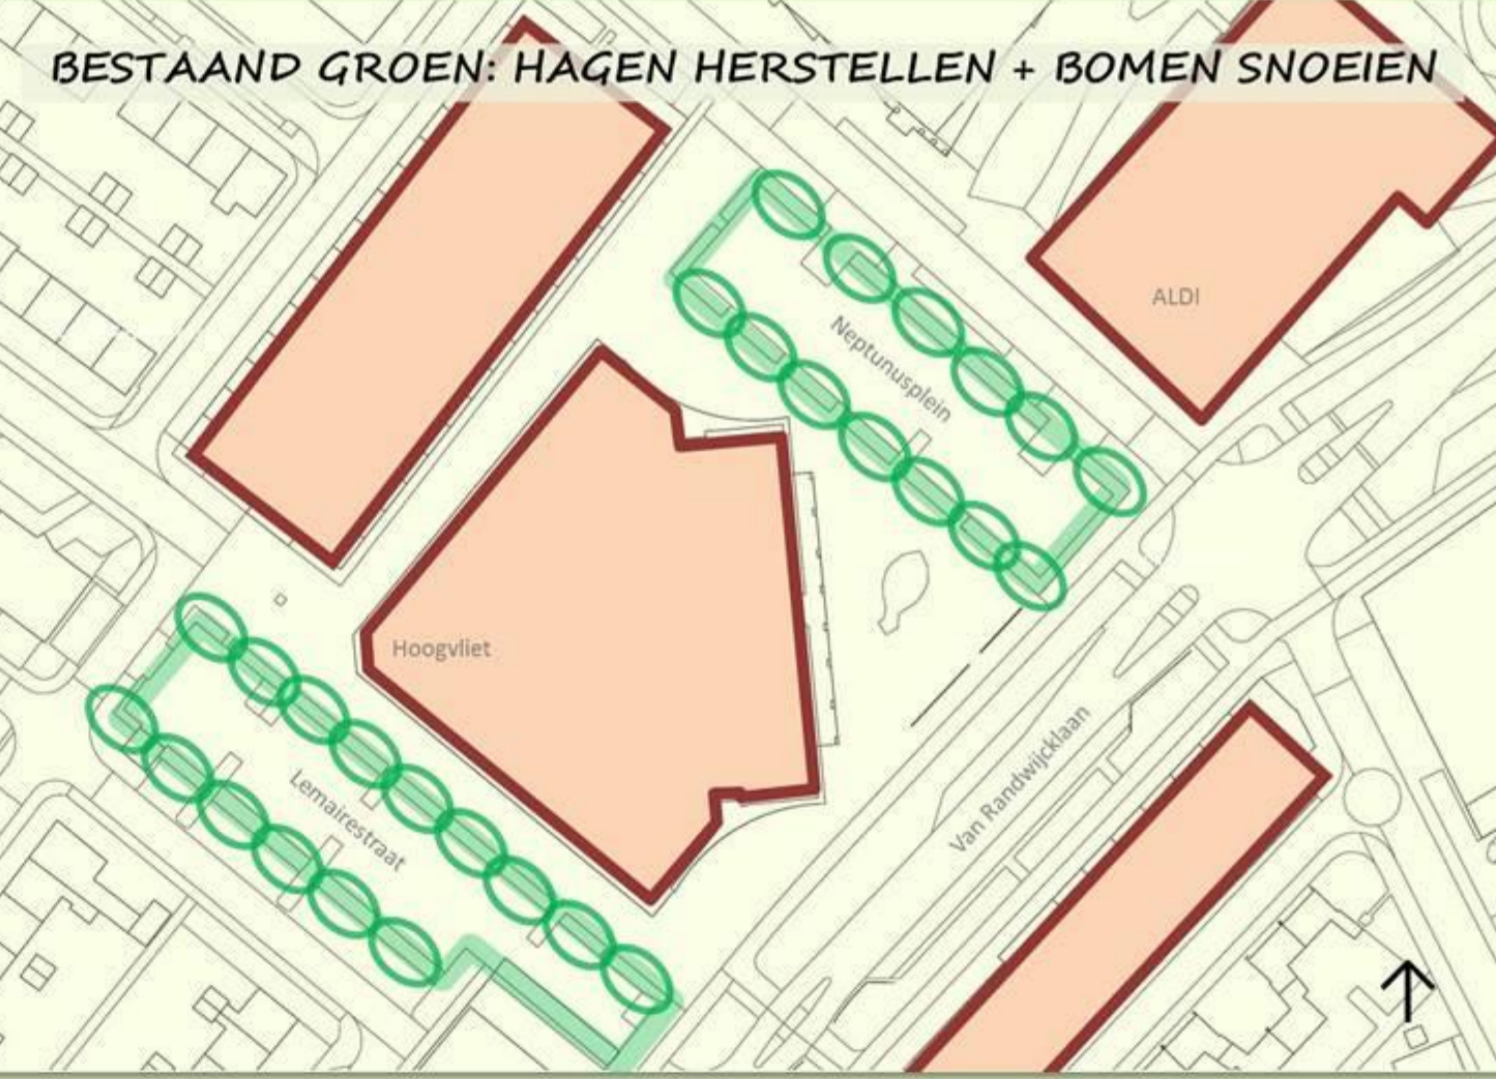 BESTAAND GROEN: HAGEN HERSTELLEN + BOMEN SNOEIEN
ALDI
Neptunusplein
Hoogvliet
Lemairestraat
Van Randwijcklaan